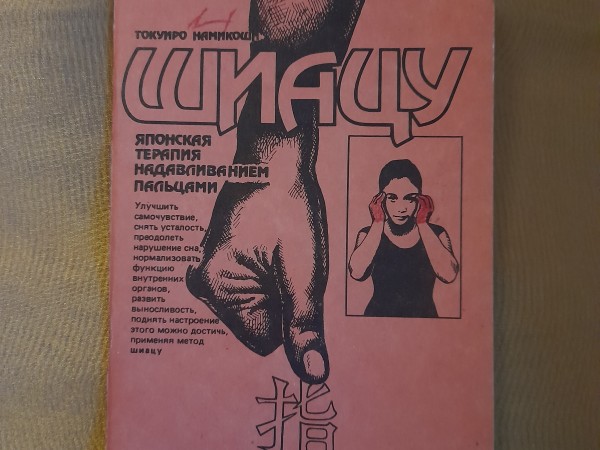 ТОКУИРО НАМИКОШИ
ШИАЦУ
ЯПОНСКАЯ
ТЕРАПИЯ
НАДАВЛИВАНИЕМ
ПАЛЬЦАМИ
Улучшить
самочувствие,
снять усталость,
преодолеть
нарушение сна,
нормализовать
функцию
внутренних
органов,
развить
выносливость,
поднять настроение
этого можно достичь,
применяя метод
шиацу
指